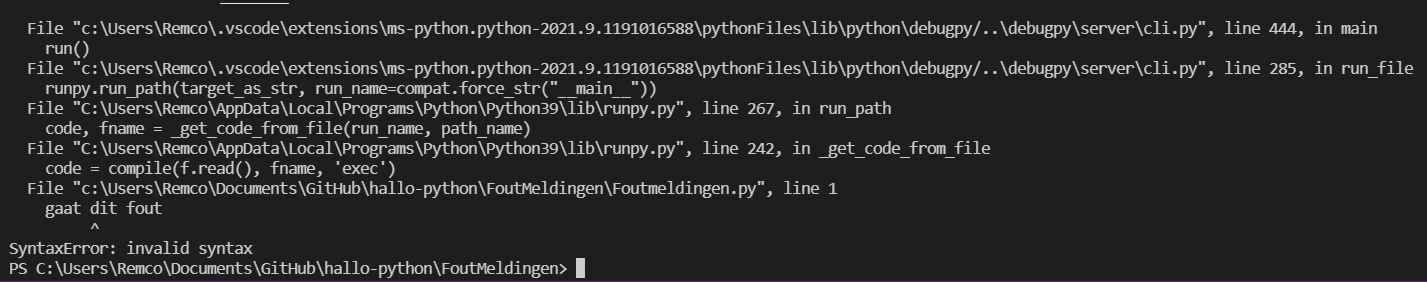 File "c:\Users\Remco\.vscode\extensions\ms-python.python-2021.9.1191016588\pythonFiles\lib\python\debugpy/..\debugpy\server\cli.py", line 444, in main
run()
File "c:\Users\Remco\.vscode\extensions\ms-python.python-2021.9.1191016588\pythonFiles\lib\python\debugpy/..\debugpy\server\cli.py", line 285, in run_file
runpy.run_path(target_as_str, run_name=compat.force_str("__main__"))
File "C:\Users\Remco\AppData\Local\Programs\Python\Python39\lib\runpy.py", line 267, in run_path
code, fname = _get_code_from_file(run_name, path_name)
File "C:\Users\Remco\AppData\Local\Programs\Python\Python39\lib\runpy.py", line 242, in _get_code_from_file
code = compile(f.read(), fname, 'exec')
File "c:\Users\Remco\Documents\GitHub\hallo-python\FoutMeldingen\Foutmeldingen.py", line 1
gaat dit fout
^
SyntaxError: invalid syntax
PS C:\Users\Remco\Documents\GitHub\hallo-python\FoutMeldingen>